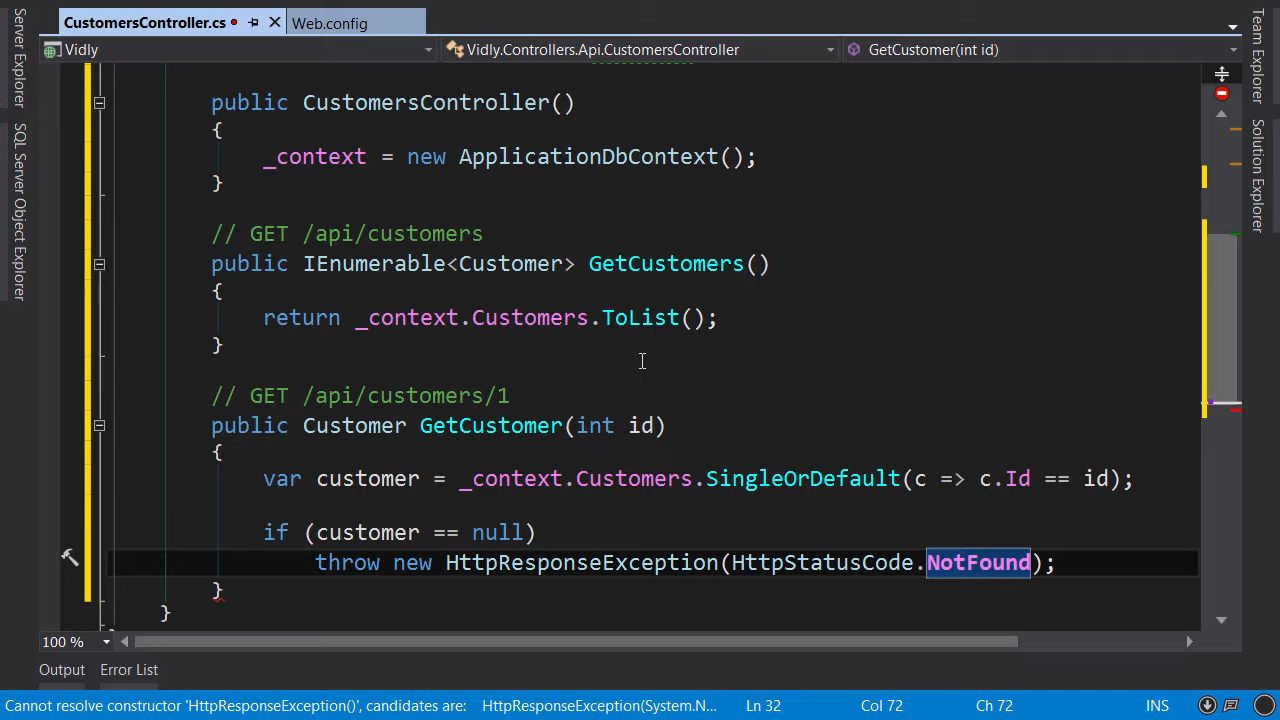 CustomersController.cs
Web.config
Vidly
Vidly.Controllers.Api.CustomersController
GetCustomer(int id)
Server Explorer
SQL Server Object Explorer
Team Explorer
Solution Explorer
public CustomersController()
{
_context = new ApplicationDbContext();
}
// GET /api/customers
public IEnumerable<Customer> GetCustomers()
{
return _context.Customers.ToList();
}
// GET /api/customers/1
public Customer GetCustomer(int id)
{
var customer = _context.Customers.SingleOrDefault(c => c.Id == id);
if (customer == null)
throw new HttpResponseException(HttpStatusCode.NotFound);
}
}
100 %
Output
Error List
Cannot resolve constructor 'HttpResponseException()', candidates are: HttpResponseException(System.N...
Ln 32
Col 72
Ch 72
INS